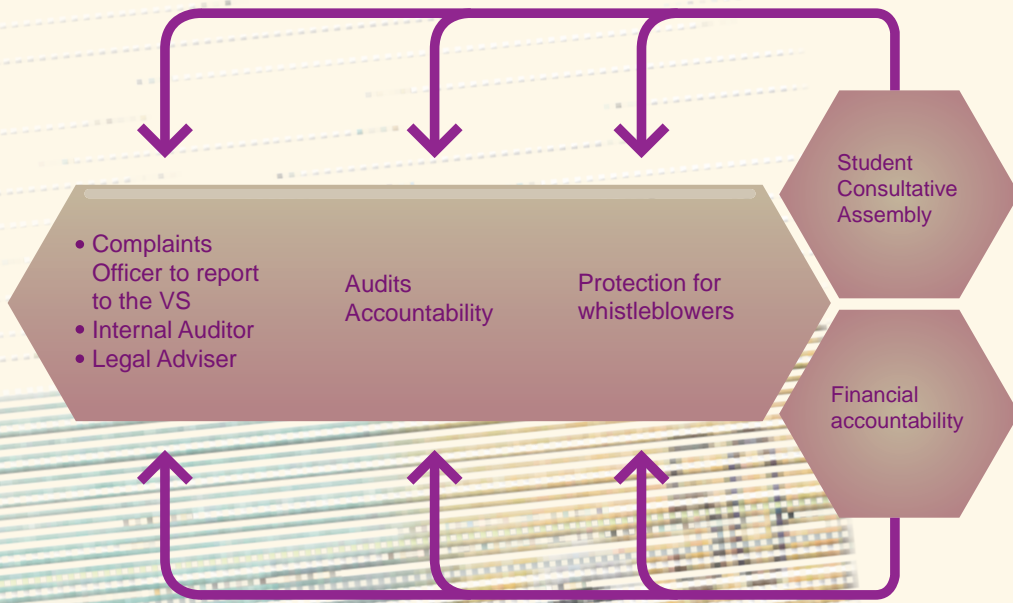 • Complaints
Officer to report
to the VS
• Internal Auditor
• Legal Adviser
Audits
Accountability
Protection for
whistleblowers
Student
Consultative
Assembly
Financial
accountability